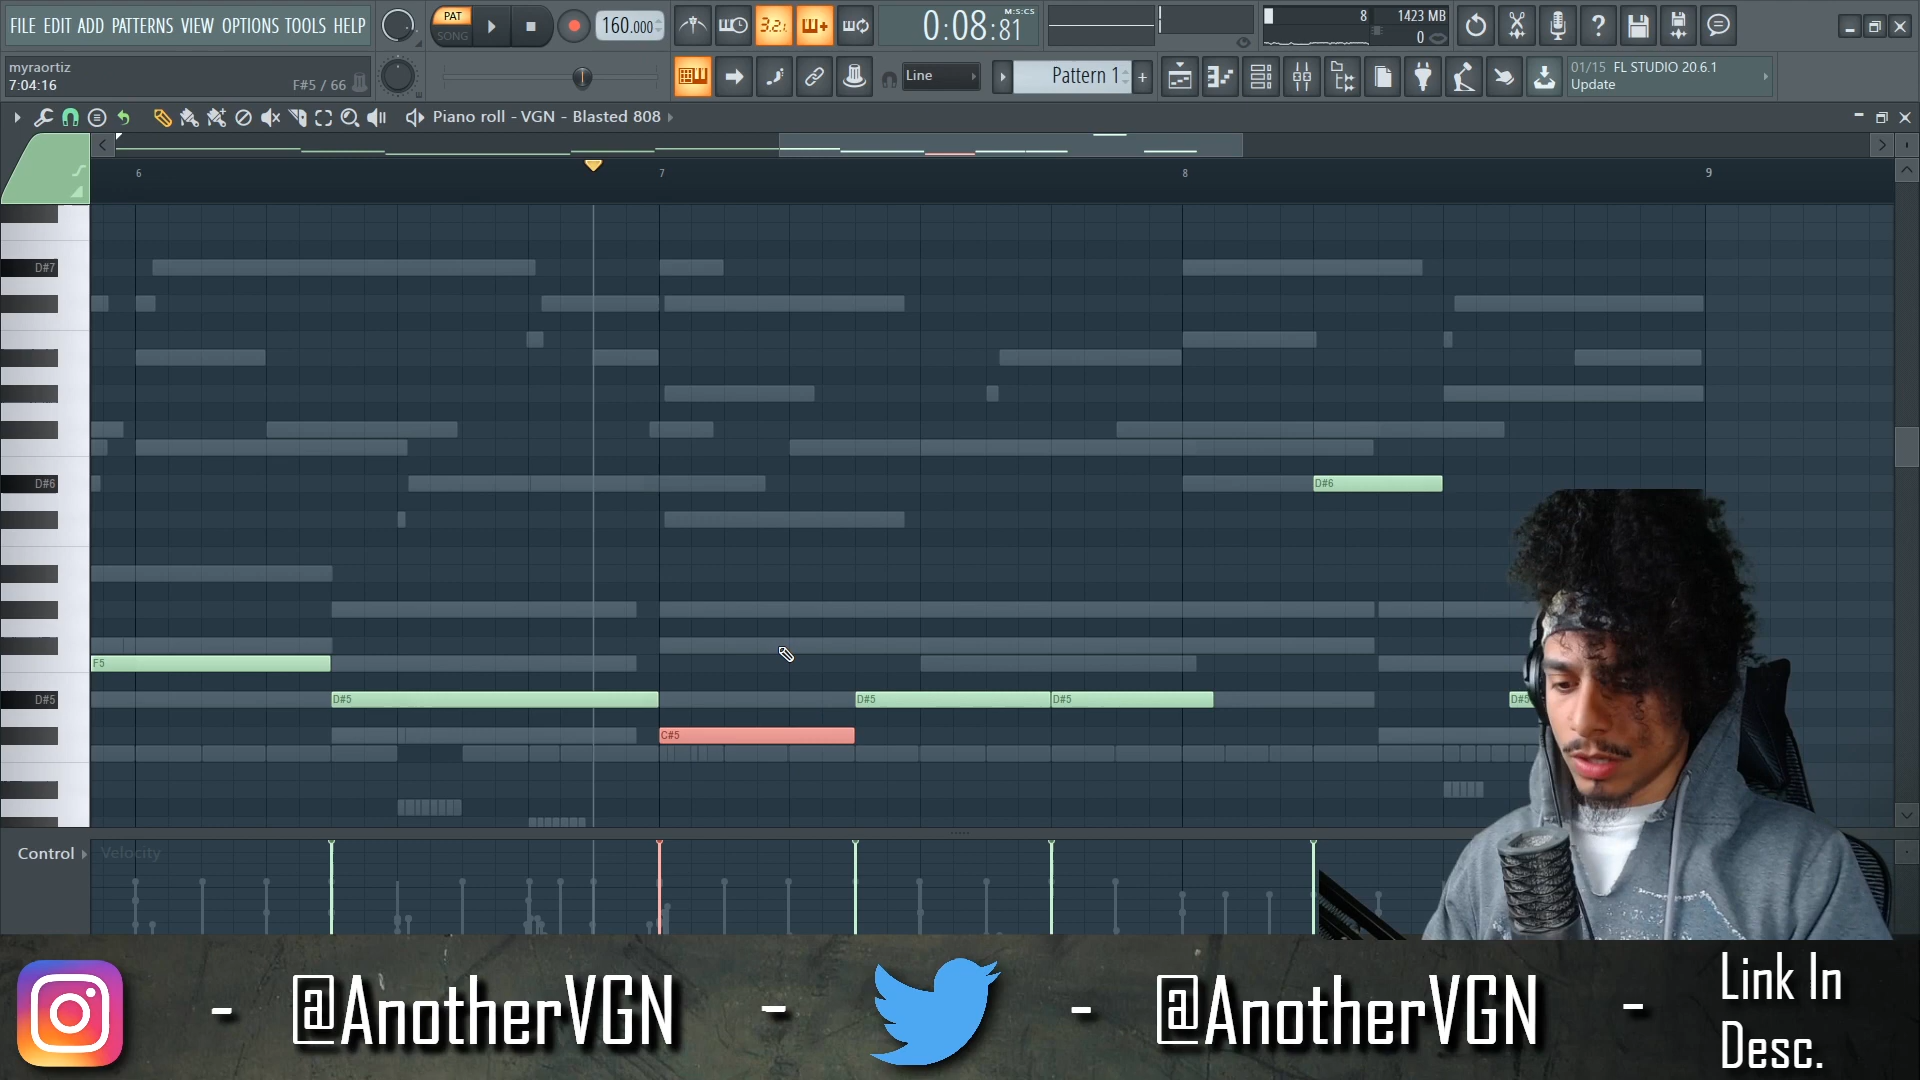 FILE EDIT ADD PATTERNS VIEW OPTIONS TOOLS HELP
PAT
SONG
160.000
3.2.
0:08:81
M:S:CS
8
1423 MB
0
myraortiz
7:04:16
F#5 / 66
Line
Pattern 1
01/15 FL STUDIO 20.6.1
Update
Piano roll - VGN - Blasted 808
6
7
8
9
D#7
D#6
D#6
F5
D#5
D#5
D#5
D#5
D#5
C#5
Control
Velocity
- @AnotherVGN - - @AnotherVGN - Link In
Desc.